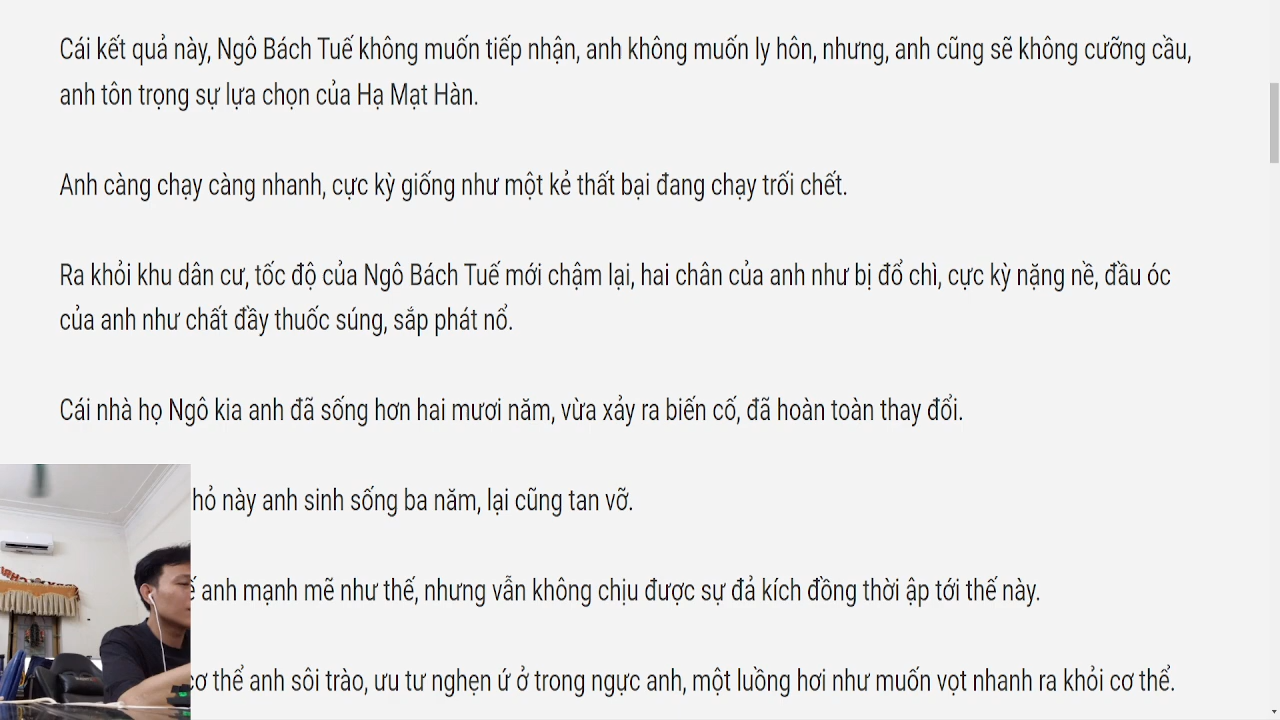 Cái kết quả này, Ngô Bách Tuế không muốn tiếp nhận, anh không muốn ly hôn, nhưng, anh cũng sẽ không cưỡng cầu,
anh tôn trọng sự lựa chọn của Hạ Mạt Hàn.
Anh càng chạy càng nhanh, cực kỳ giống như một kẻ thất bại đang chạy trối chết.
Ra khỏi khu dân cư, tốc độ của Ngô Bách Tuế mới chậm lại, hai chân của anh như bị đổ chì, cực kỳ nặng nề, đầu óc
của anh như chất đầy thuốc súng, sắp phát nổ.
Cái nhà họ Ngô kia anh đã sống hơn hai mươi năm, vừa xảy ra biến cố, đã hoàn toàn thay đổi.
này anh sinh sống ba năm, lại cũng tan vỡ.
anh mạnh mẽ như thế, nhưng vẫn không chịu được sự đả kích đồng thời ập tới thế này.
cơ thể anh sôi trào, ưu tư nghẹn ứ ở trong ngực anh, một luồng hơi như muốn vọt nhanh ra khỏi cơ thể.